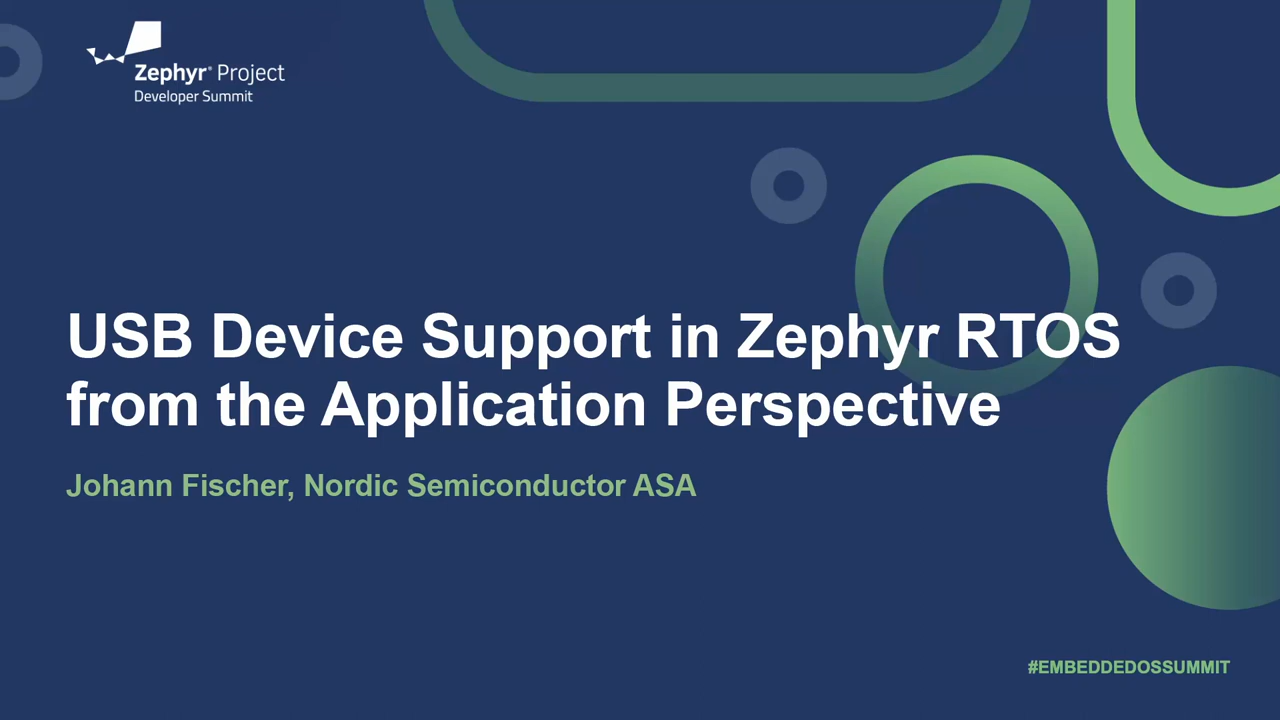 Zephyr® Project
Developer Summit
USB Device Support in Zephyr RTOS
from the Application Perspective
Johann Fischer, Nordic Semiconductor ASA
#EMBEDDEDOSSUMMIT